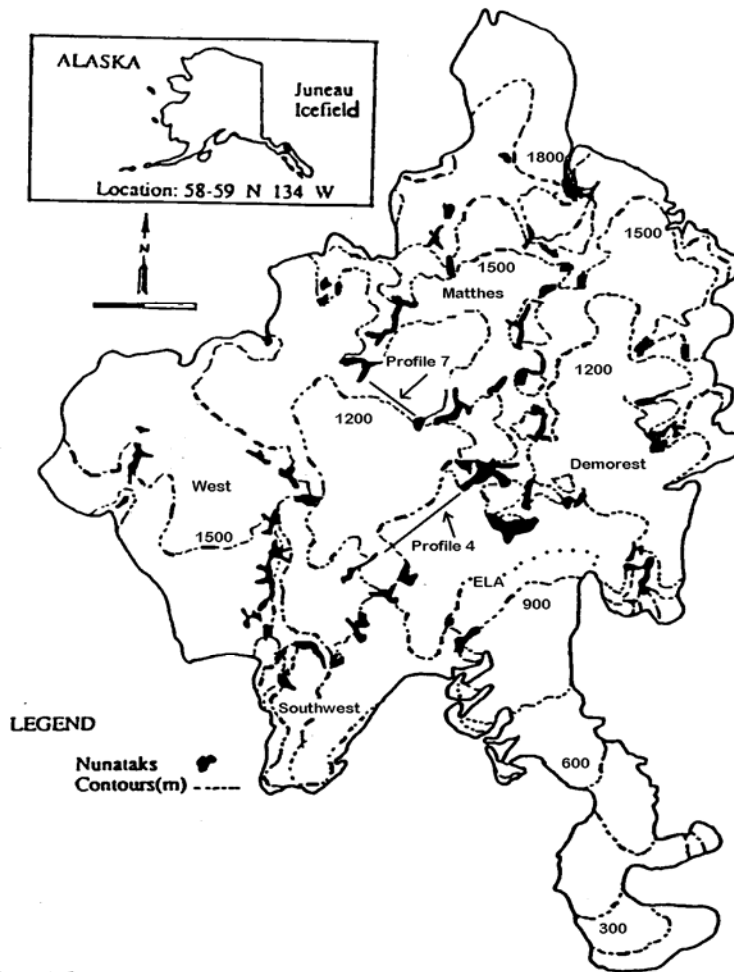 ALASKA
Juneau
Icefield
Location: 58-59 N 134 W
N
1800
1500
1500
Matthes
Profile 7
1200
1200
West
Demorest
1500
Profile 4
*ELA
900
Southwest
LEGEND
Nunataks
Contours(m)
600
300